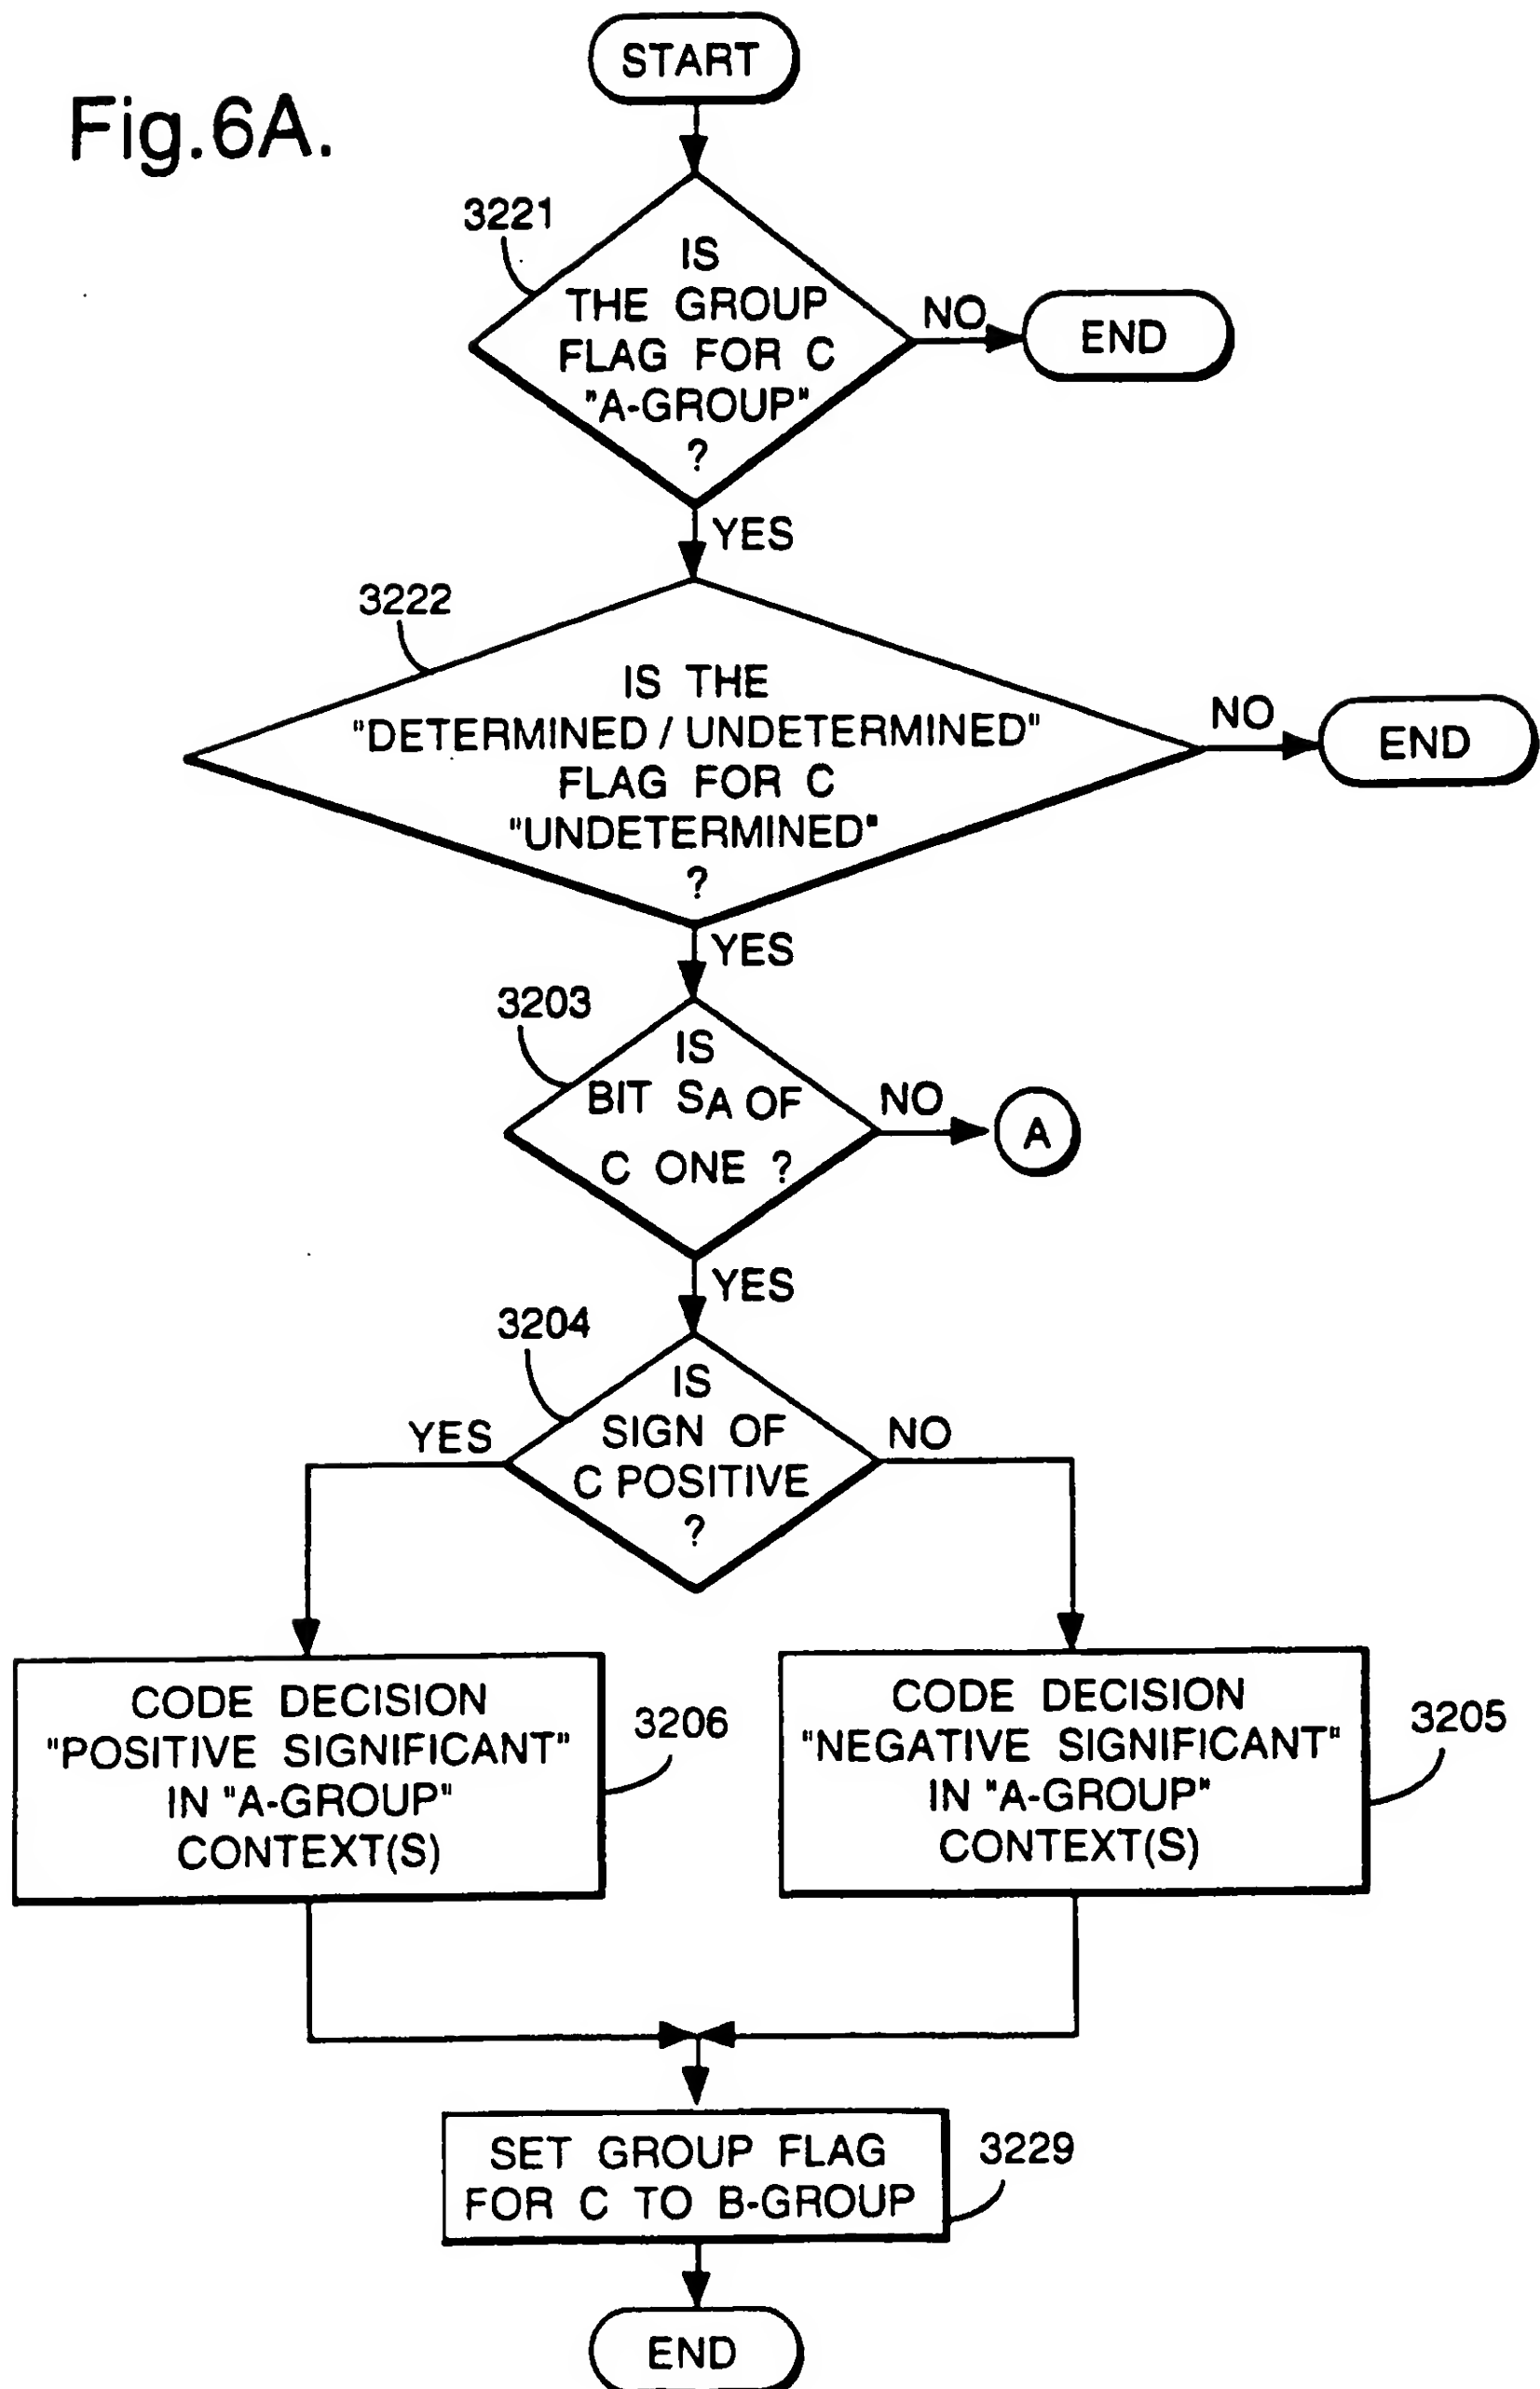 START
Fig.6A.
3221
IS
THE GROUP
FLAG FOR C
"A-GROUP"
?
NO
END
YES
3222
IS THE
"DETERMINED / UNDETERMINED"
FLAG FOR C
"UNDETERMINED"
?
NO
END
YES
3203
IS
BIT SA OF
C ONE ?
NO
A
YES
3204
IS
SIGN OF
C POSITIVE
?
YES
NO
CODE DECISION
"POSITIVE SIGNIFICANT"
IN "A-GROUP"
CONTEXT(S)
3206
CODE DECISION
"NEGATIVE SIGNIFICANT"
IN "A-GROUP"
CONTEXT(S)
3205
SET GROUP FLAG
FOR C TO B-GROUP
3229
END